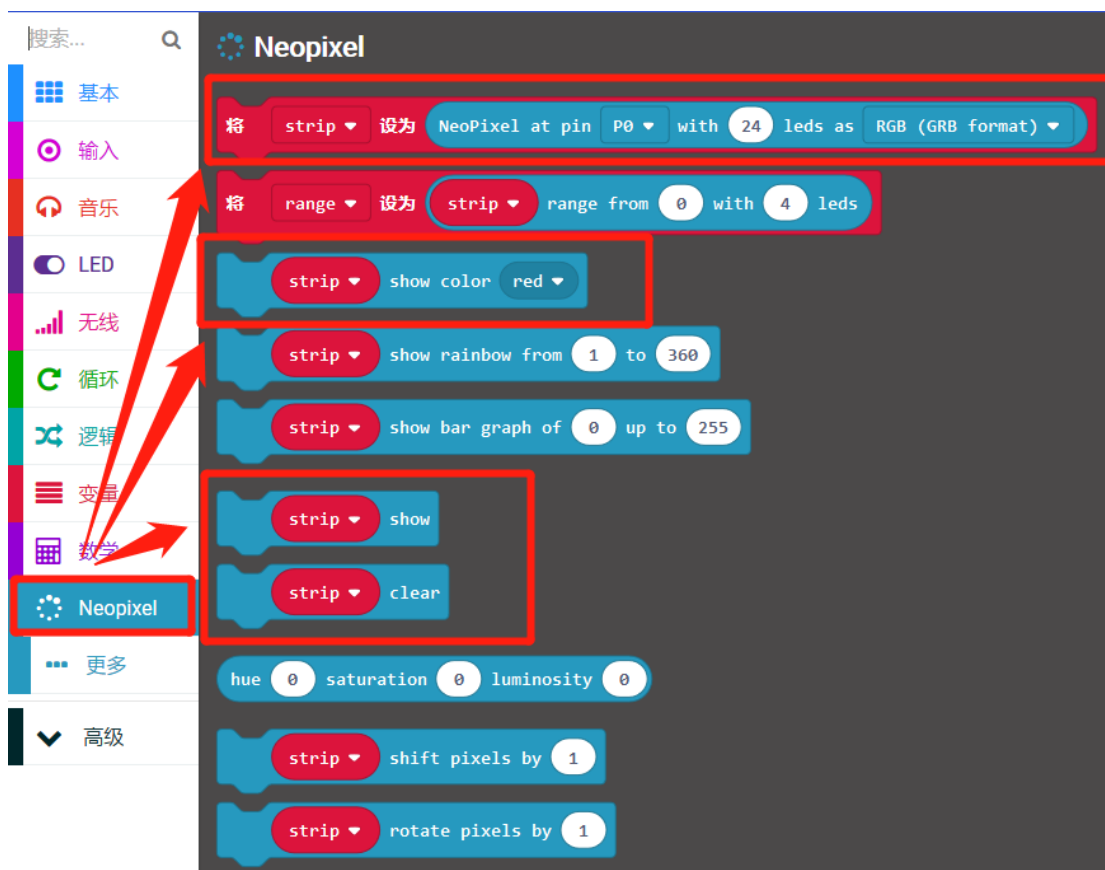 搜索...
基本
输入
音乐
LED
无线
循环
逻辑
变量
数学
Neopixel
更多
高级
Neopixel
将 strip 设为 NeoPixel at pin P0 with 24 leds as RGB (GRB format)
将 range 设为 strip range from 0 with 4 leds
strip show color red
strip show rainbow from 1 to 360
strip show bar graph of 0 up to 255
strip show
strip clear
hue 0 saturation 0 luminosity 0
strip shift pixels by 1
strip rotate pixels by 1